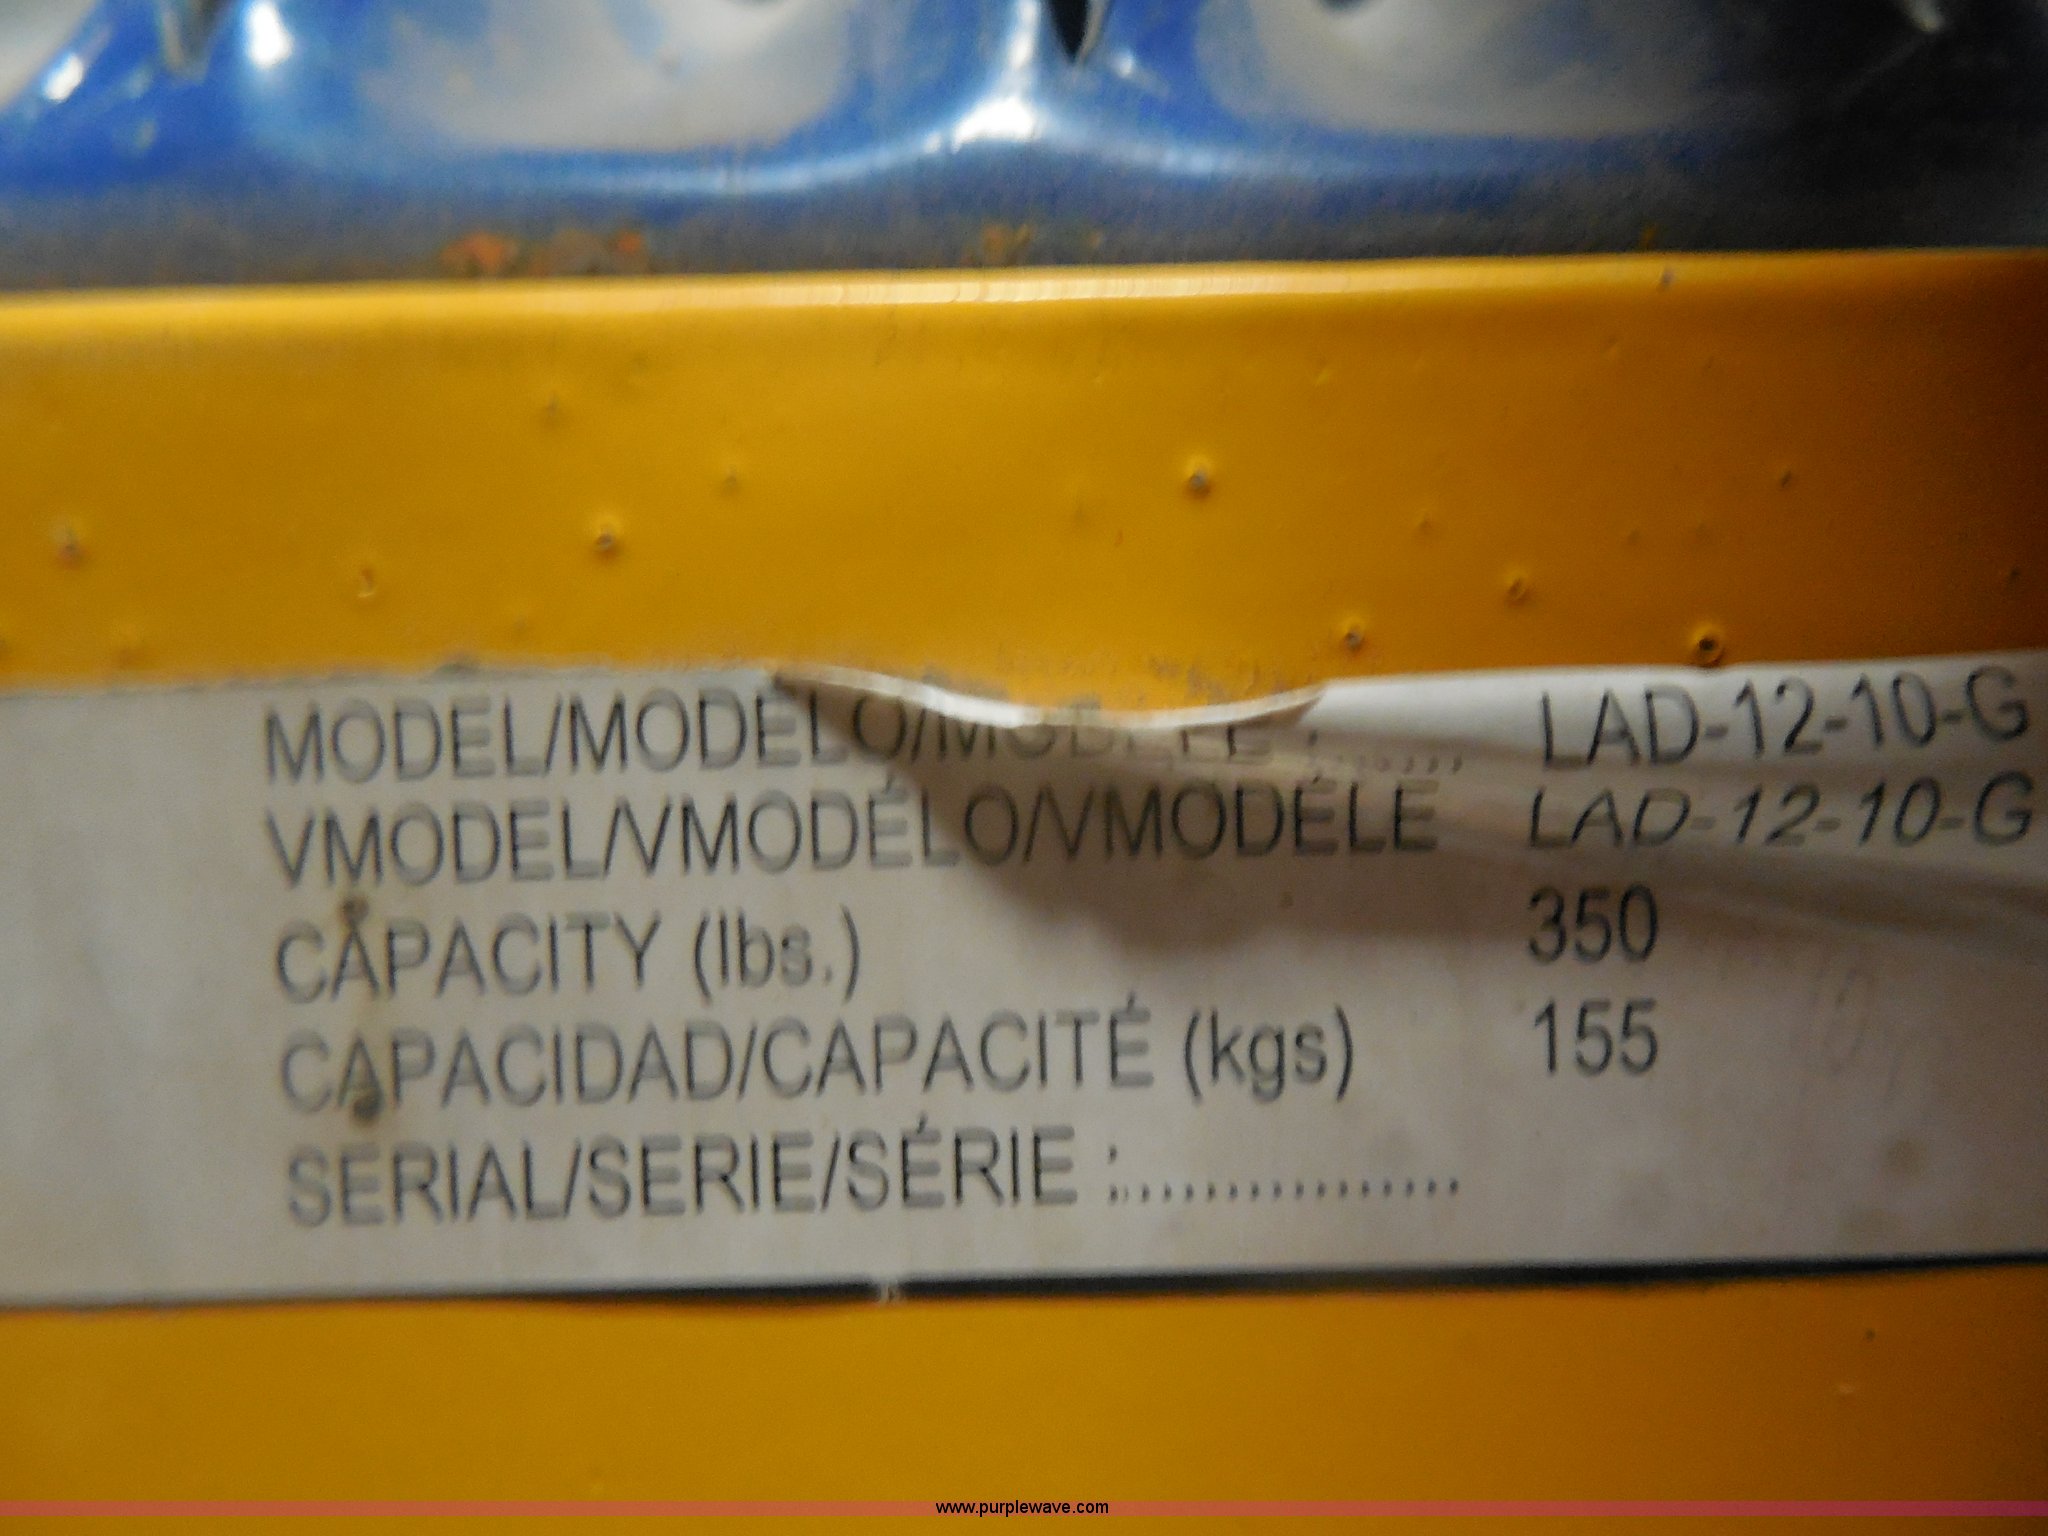 MODEL/MODELO/MODÈLE :....... LAD-12-10-G
VMODEL/VMODÉLO/VMODÉLE LAD-12-10-G
CAPACITY (lbs.) 350
CAPACIDAD/CAPACITÉ (kgs) 155
SERIAL/SERIE/SÉRIE :................
www.purplewave.com